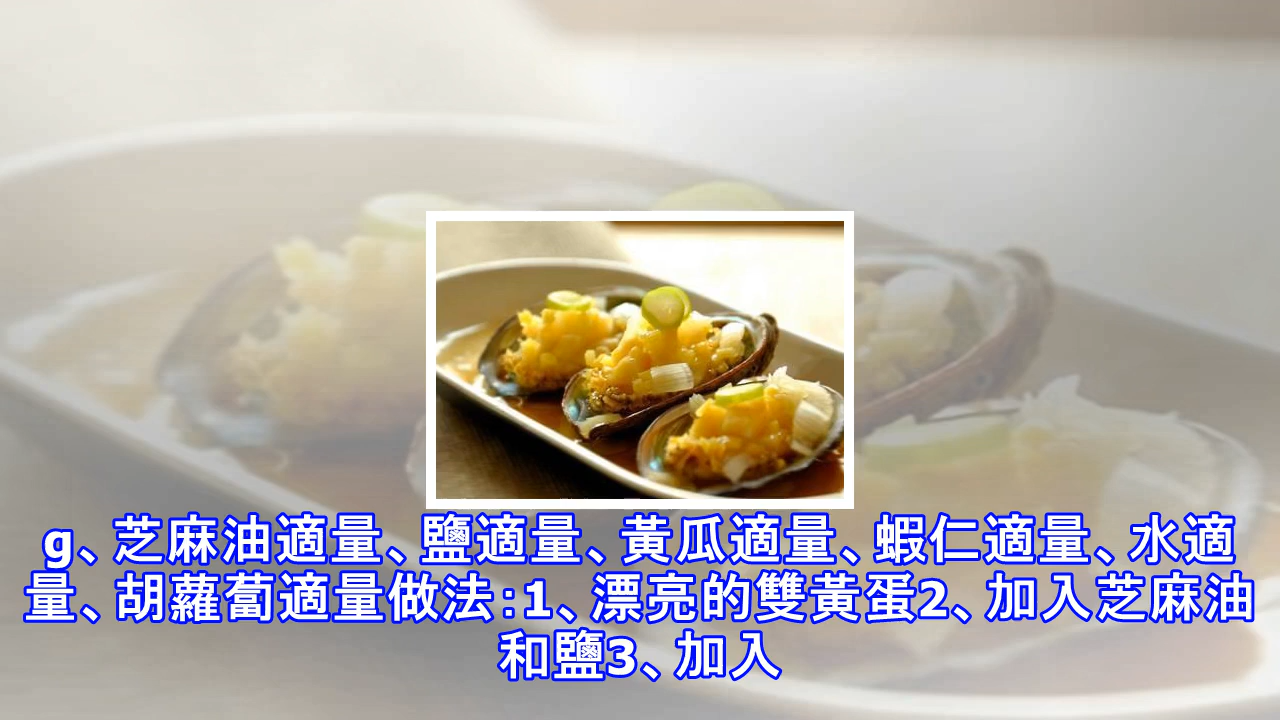 g、芝麻油適量、鹽適量、黃瓜適量、蝦仁適量、水適
量、胡蘿蔔適量做法：1、漂亮的雙黃蛋2、加入芝麻油
和鹽3、加入